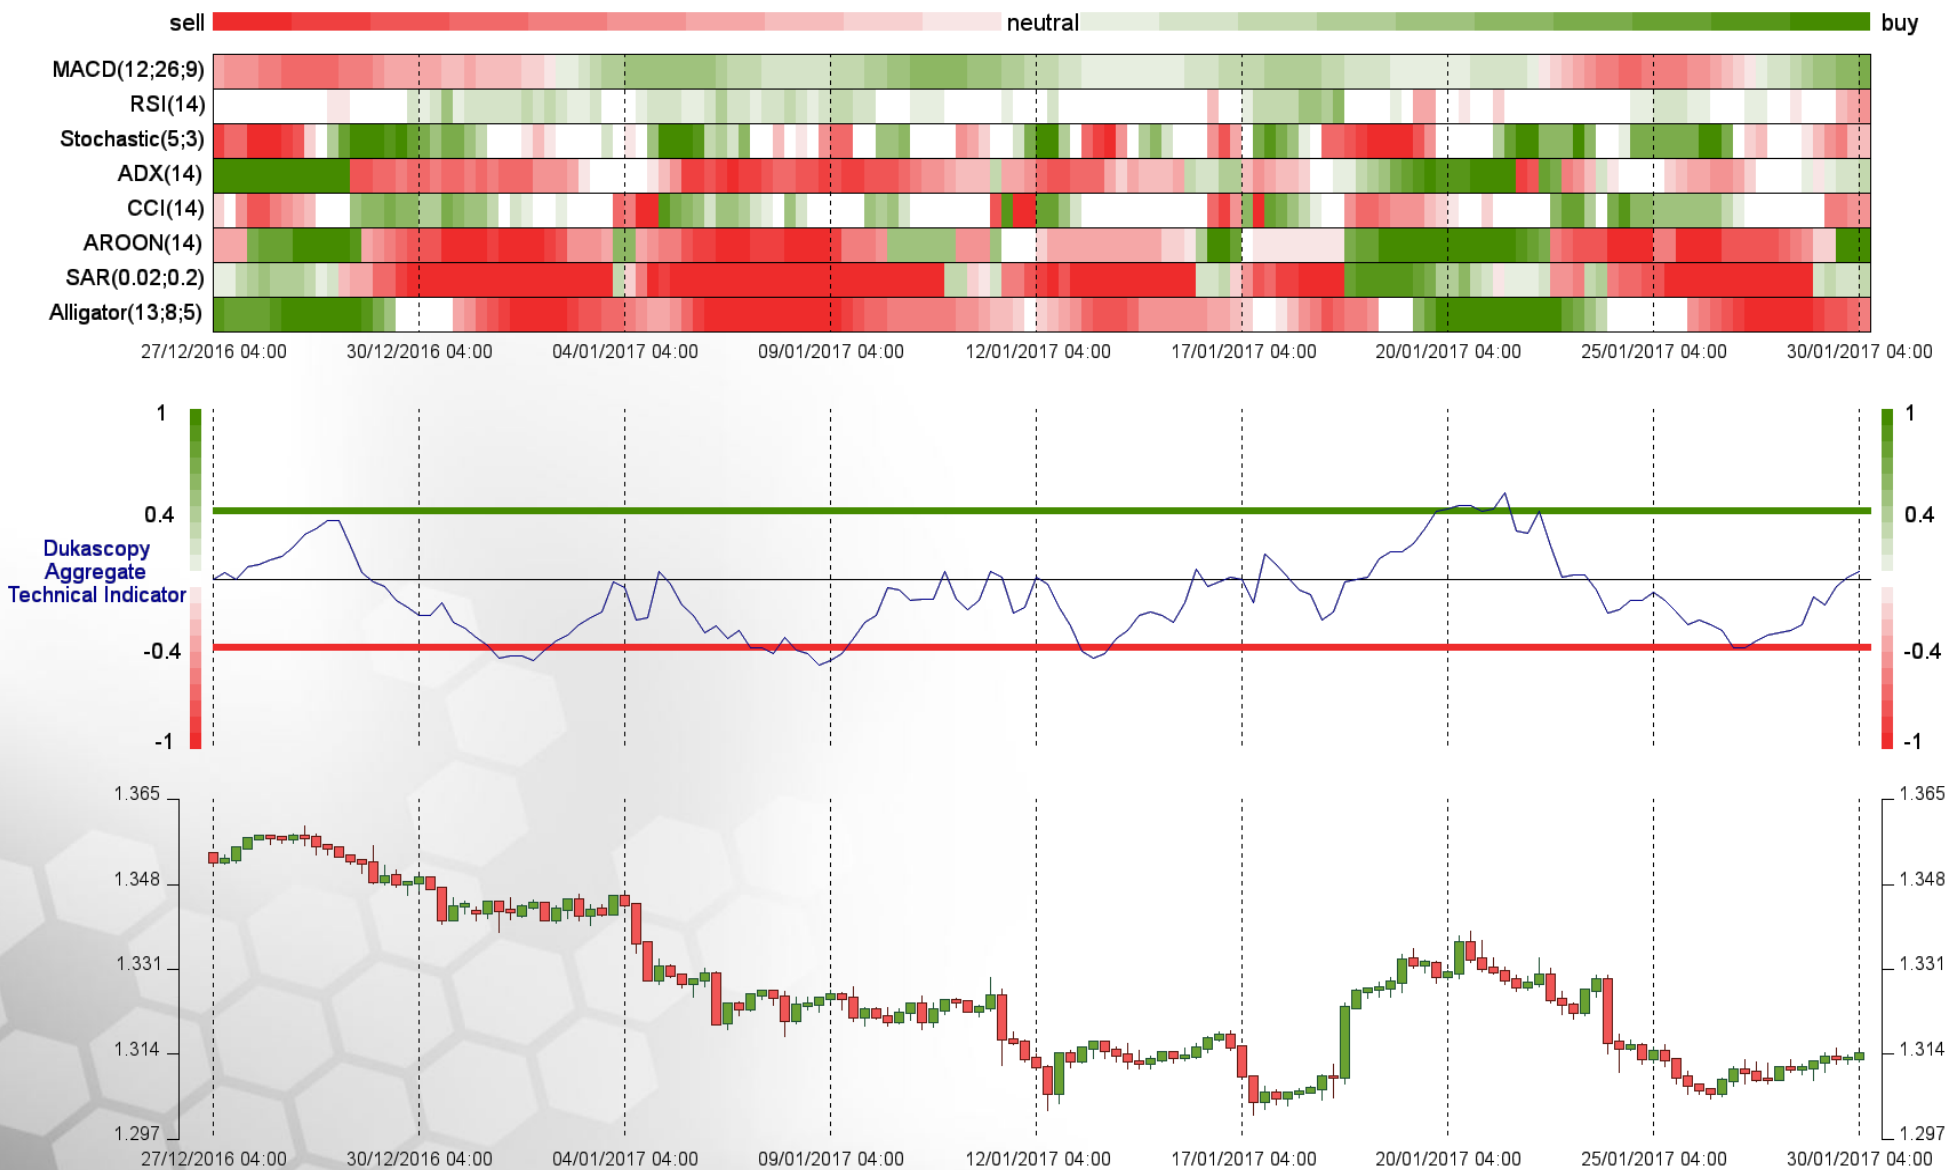 sell neutral buy
MACD(12;26;9)
RSI(14)
Stochastic(5;3)
ADX(14)
CCI(14)
AROON(14)
SAR(0.02;0.2)
Alligator(13;8;5)
27/12/2016 04:00 30/12/2016 04:00 04/01/2017 04:00 09/01/2017 04:00 12/01/2017 04:00 17/01/2017 04:00 20/01/2017 04:00 25/01/2017 04:00 30/01/2017 04:00
1 1
0.4 0.4
Dukascopy
Aggregate
Technical Indicator
-0.4 -0.4
-1 -1
1.365 1.365
1.348 1.348
1.331 1.331
1.314 1.314
1.297 1.297
27/12/2016 04:00 30/12/2016 04:00 04/01/2017 04:00 09/01/2017 04:00 12/01/2017 04:00 17/01/2017 04:00 20/01/2017 04:00 25/01/2017 04:00 30/01/2017 04:00